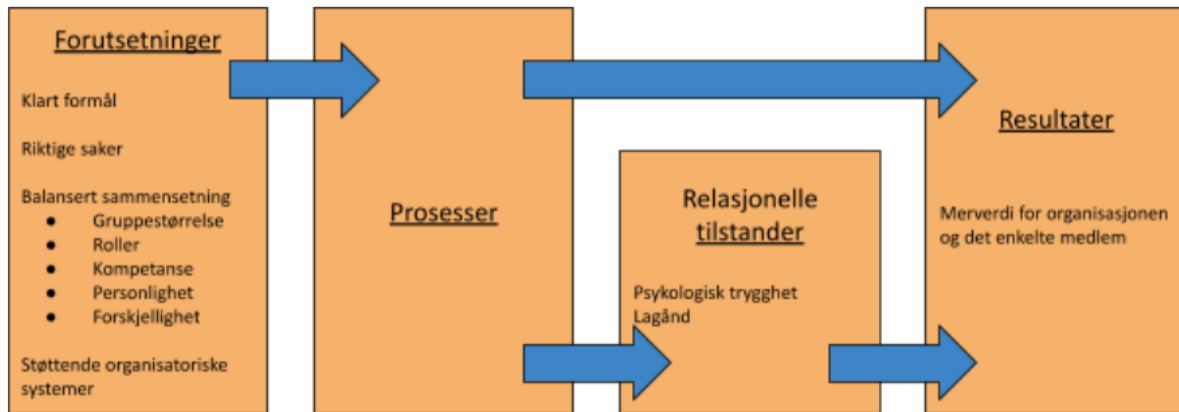 Forutsetninger
Klart formål
Riktige saker
Balansert sammensetning
● Gruppestørrelse
● Roller
● Kompetanse
● Personlighet
● Forskjellighet
Støttende organisatoriske
systemer
Prosesser
Relasjonelle
tilstander
Psykologisk trygghet
Lagånd
Resultater
Merverdi for organisasjonen
og det enkelte medlem